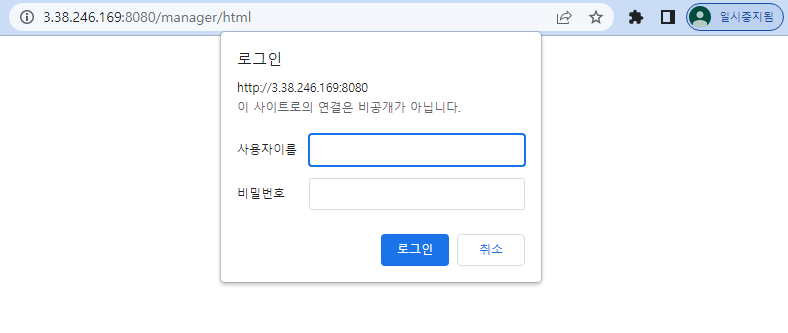 3.38.246.169:8080/manager/html
일시중지됨
로그인
http://3.38.246.169:8080
이 사이트로의 연결은 비공개가 아닙니다.
사용자이름
비밀번호
로그인
취소